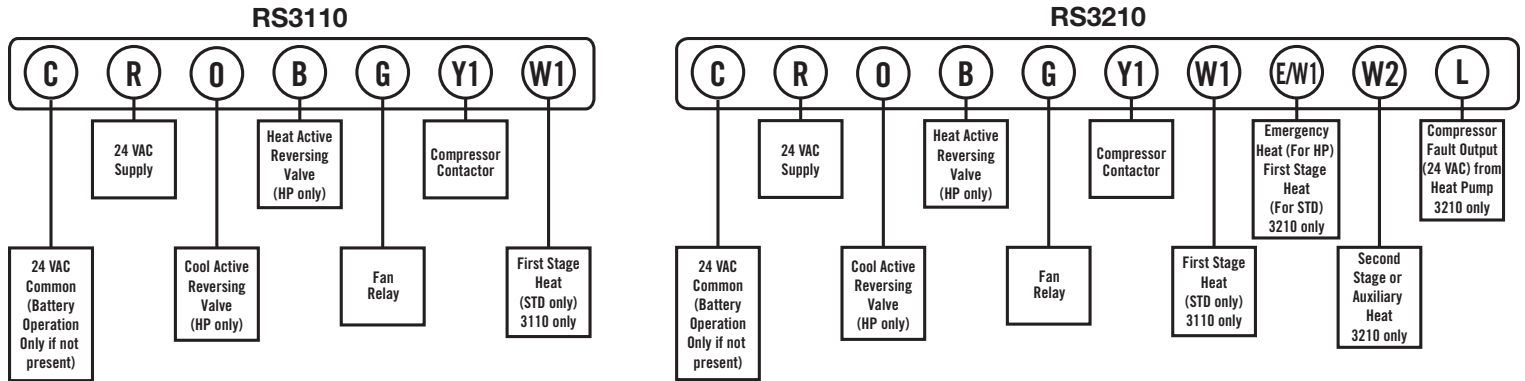 RS3110
C R O B G Y1 W1
24 VAC
Supply
Heat Active
Reversing
Valve
(HP only)
Compressor
Contactor
24 VAC
Common
(Battery
Operation
Only if not
present)
Cool Active
Reversing
Valve
(HP only)
Fan
Relay
First Stage
Heat
(STD only)
3110 only
RS3210
C R O B G Y1 W1 E/W1 W2 L
24 VAC
Supply
Heat Active
Reversing
Valve
(HP only)
Compressor
Contactor
Emergency
Heat (For HP)
First Stage
Heat
(For STD)
3210 only
Compressor
Fault Output
(24 VAC) from
Heat Pump
3210 only
24 VAC
Common
(Battery
Operation
Only if not
present)
Cool Active
Reversing
Valve
(HP only)
Fan
Relay
First Stage
Heat
(STD only)
3110 only
Second
Stage or
Auxiliary
Heat
3210 only